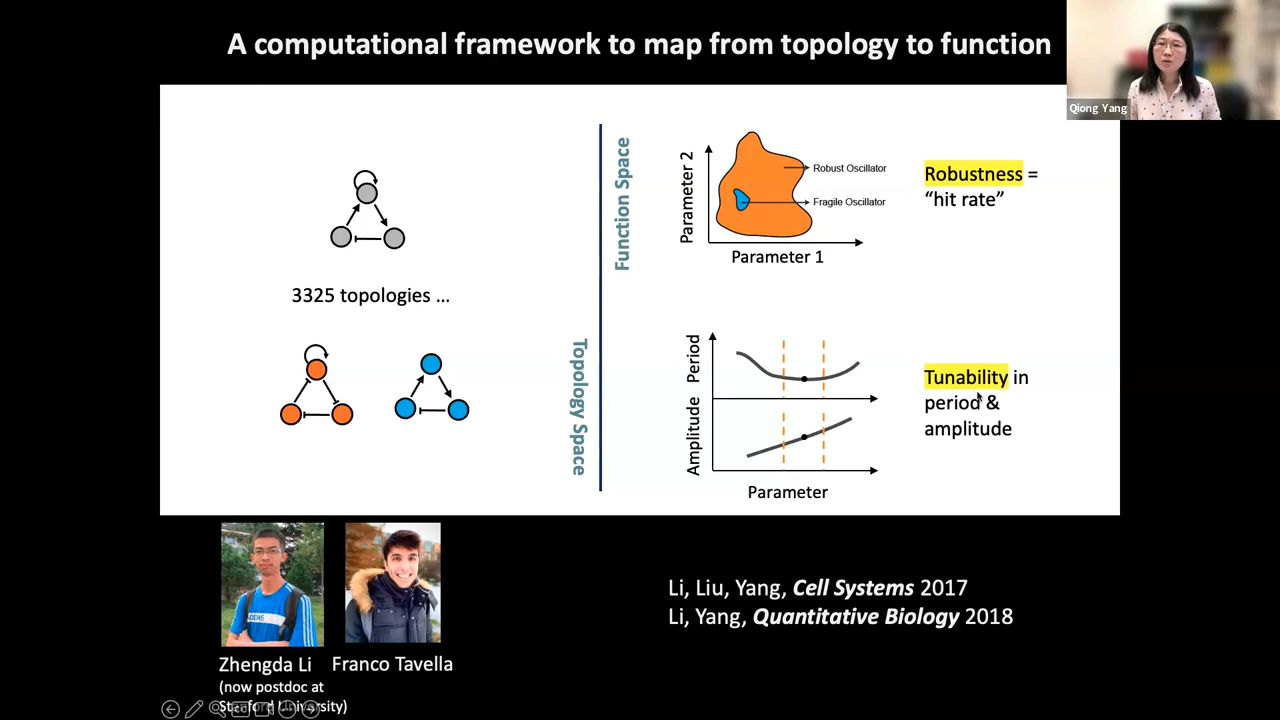 A computational framework to map from topology to function
Qiong Yang
3325 topologies ...
Function Space
Topology Space
Parameter 2
Robust Oscillator
Fragile Oscillator
Parameter 1
Robustness =
“hit rate”
Period
Amplitude
Parameter
Tunability in
period &
amplitude
ADIDAS
Zhengda Li
(now postdoc at
Stanford University)
Franco Tavella
Li, Liu, Yang, Cell Systems 2017
Li, Yang, Quantitative Biology 2018